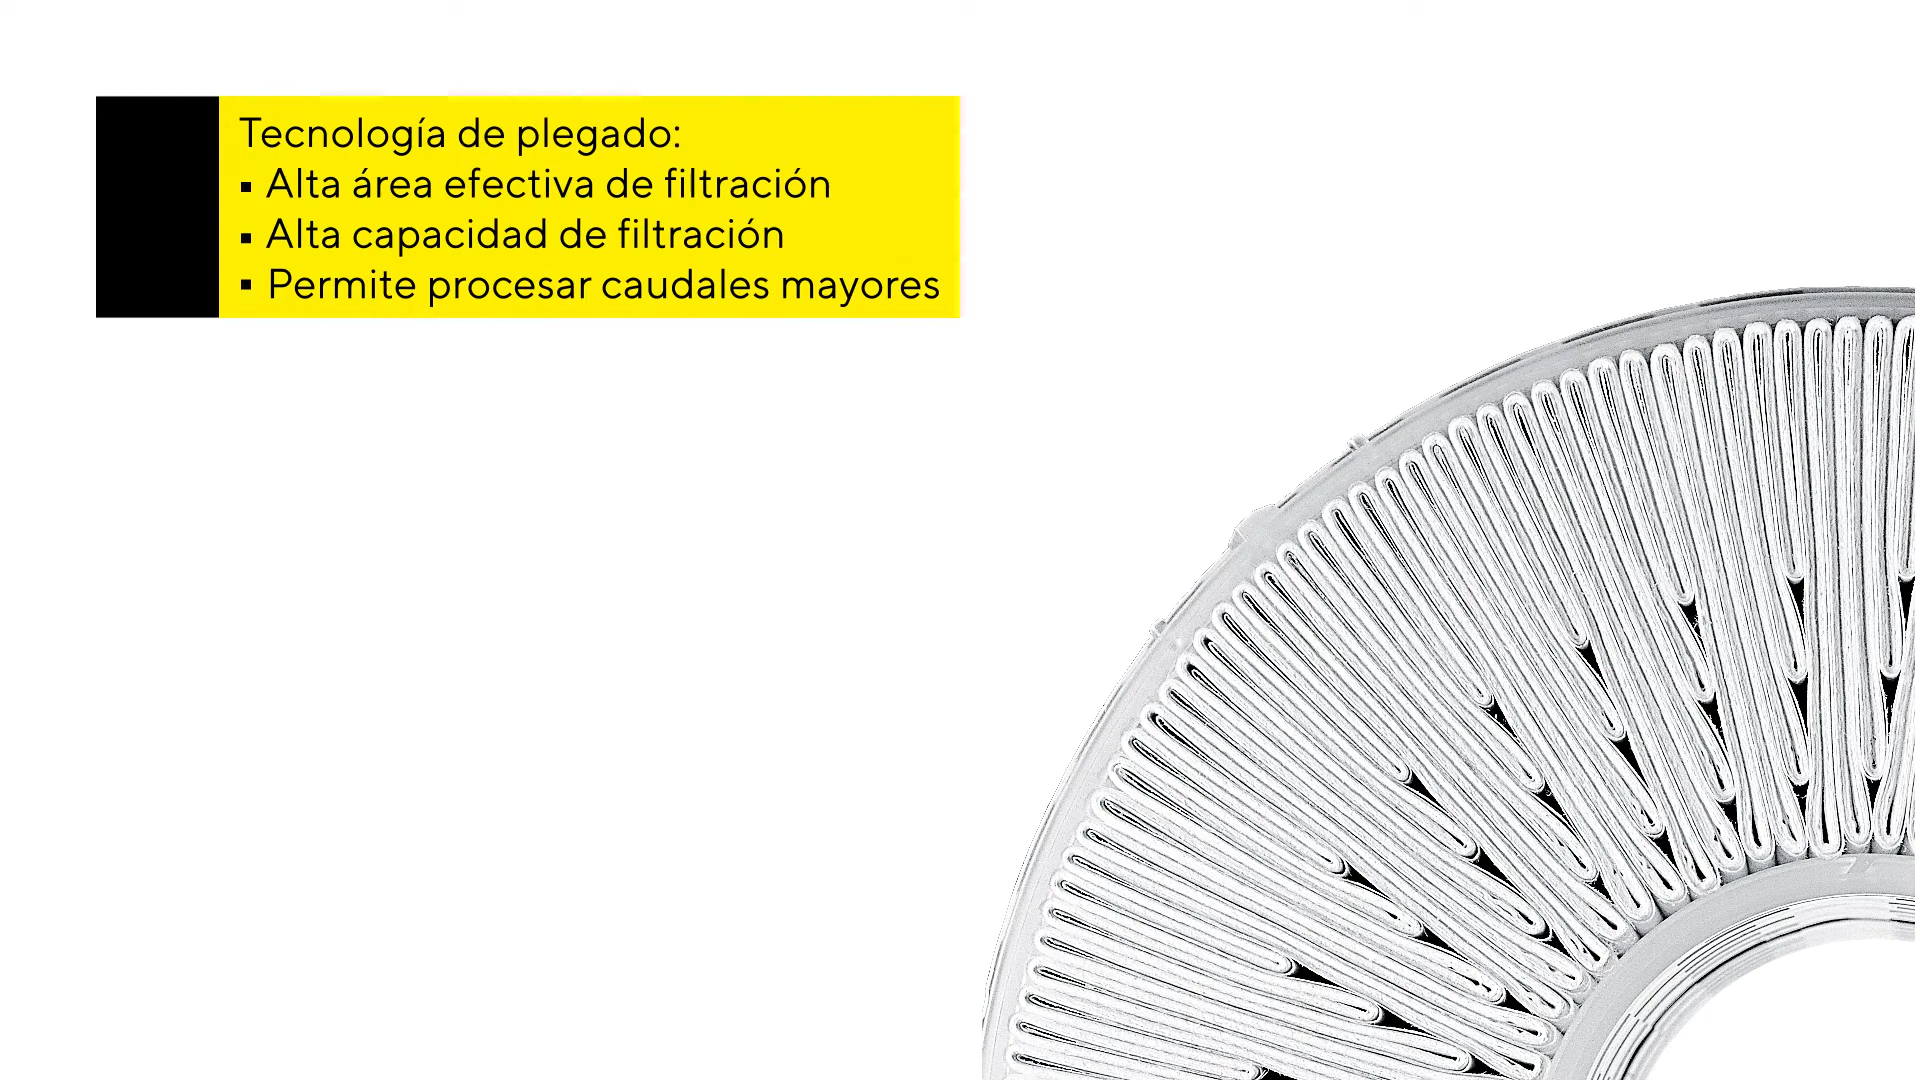 Tecnología de plegado:
▪ Alta área efectiva de filtración
▪ Alta capacidad de filtración
▪ Permite procesar caudales mayores